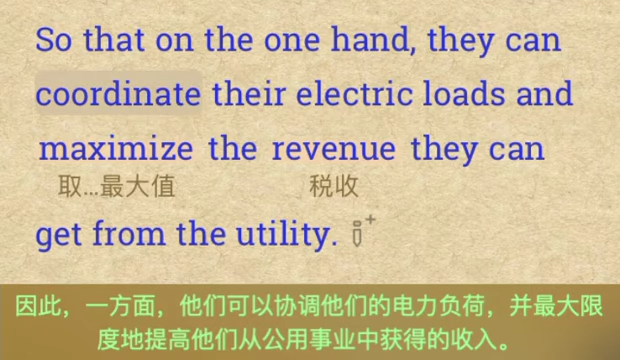 So that on the one hand, they can
coordinate their electric loads and
maximize the revenue they can
取...最大值 税收
get from the utility.
因此，一方面，他们可以协调他们的电力负荷，并最大限
度地提高他们从公用事业中获得的收入。